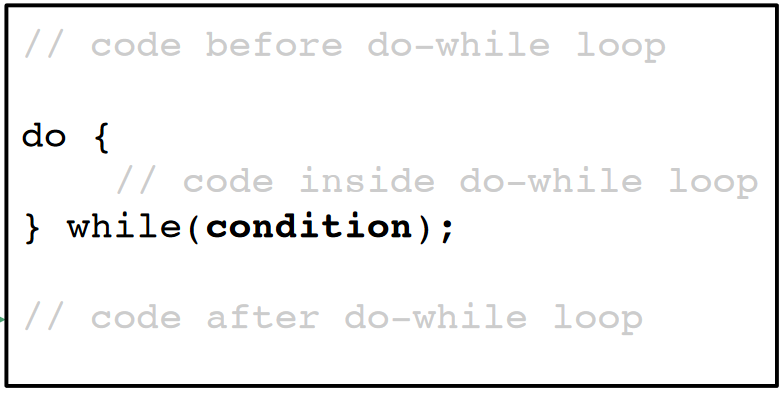 // code before do-while loop
do {
// code inside do-while loop
} while(condition);
// code after do-while loop